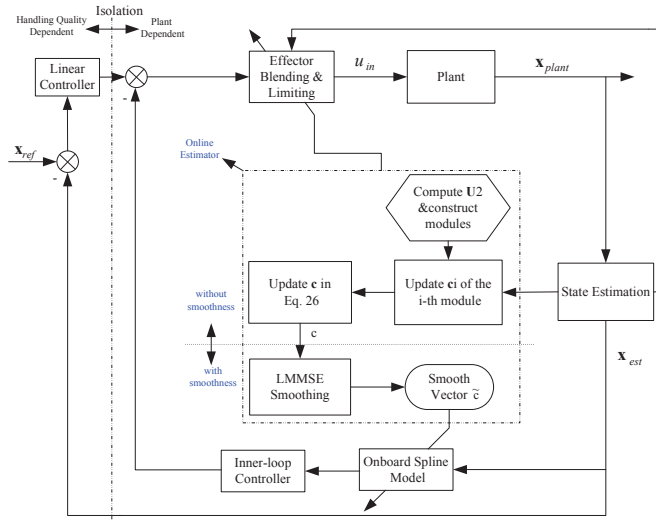 Isolation
Handling Quality
Dependent
Plant
Dependent
Linear
Controller
-
Effector
Blending &
Limiting
u in
Plant
x plant
x ref
-
Online
Estimator
Compute U2
&construct
modules
Update c in
Eq. 26
Update ci of the
i-th module
State Estimation
without
smoothness
c
with
smoothness
LMMSE
Smoothing
Smooth
Vector c̃
x est
Inner-loop
Controller
Onboard Spline
Model